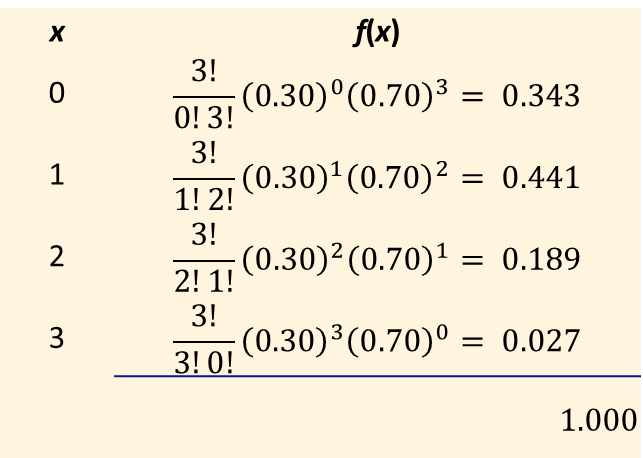 x f(x)
0 3!/(0! 3!) (0.30)⁰(0.70)³ = 0.343
1 3!/(1! 2!) (0.30)¹(0.70)² = 0.441
2 3!/(2! 1!) (0.30)²(0.70)¹ = 0.189
3 3!/(3! 0!) (0.30)³(0.70)⁰ = 0.027
1.000